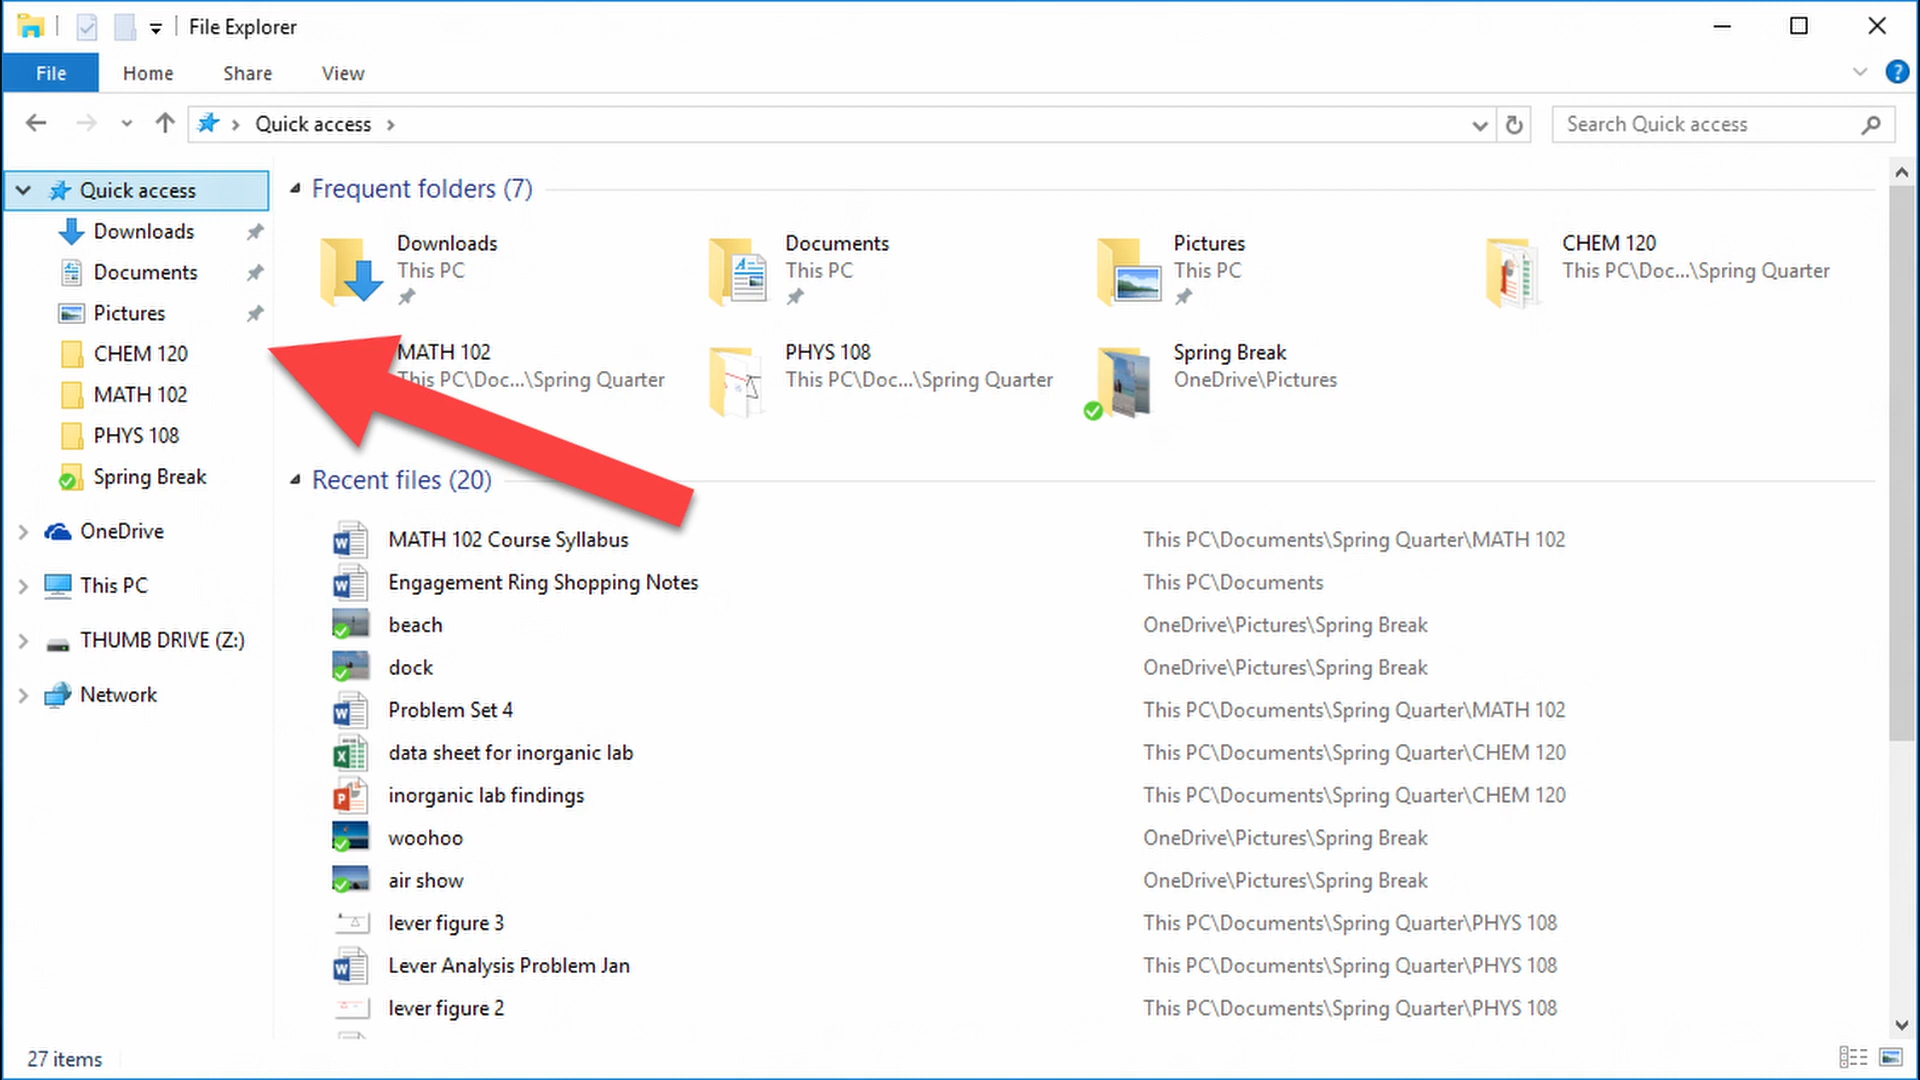 File Explorer
File Home Share View
Quick access
Search Quick access
Quick access
Downloads
Documents
Pictures
CHEM 120
MATH 102
PHYS 108
Spring Break
OneDrive
This PC
THUMB DRIVE (Z:)
Network
Frequent folders (7)
Downloads
This PC
Documents
This PC
Pictures
This PC
CHEM 120
This PC\Doc...\Spring Quarter
MATH 102
This PC\Doc...\Spring Quarter
PHYS 108
This PC\Doc...\Spring Quarter
Spring Break
OneDrive\Pictures
Recent files (20)
MATH 102 Course Syllabus This PC\Documents\Spring Quarter\MATH 102
Engagement Ring Shopping Notes This PC\Documents
beach OneDrive\Pictures\Spring Break
dock OneDrive\Pictures\Spring Break
Problem Set 4 This PC\Documents\Spring Quarter\MATH 102
data sheet for inorganic lab This PC\Documents\Spring Quarter\CHEM 120
inorganic lab findings This PC\Documents\Spring Quarter\CHEM 120
woohoo OneDrive\Pictures\Spring Break
air show OneDrive\Pictures\Spring Break
lever figure 3 This PC\Documents\Spring Quarter\PHYS 108
Lever Analysis Problem Jan This PC\Documents\Spring Quarter\PHYS 108
lever figure 2 This PC\Documents\Spring Quarter\PHYS 108
27 items